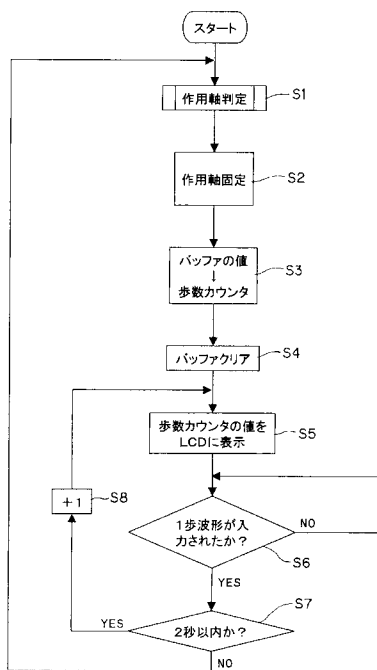 スタート
作用軸判定
S1
作用軸固定
S2
バッファの値
↓
歩数カウンタ
S3
バッファクリア
S4
歩数カウンタの値を
LCDに表示
S5
+1
S8
1歩波形が入
力されたか?
NO
S6
YES
S7
YES
2秒以内か?
NO